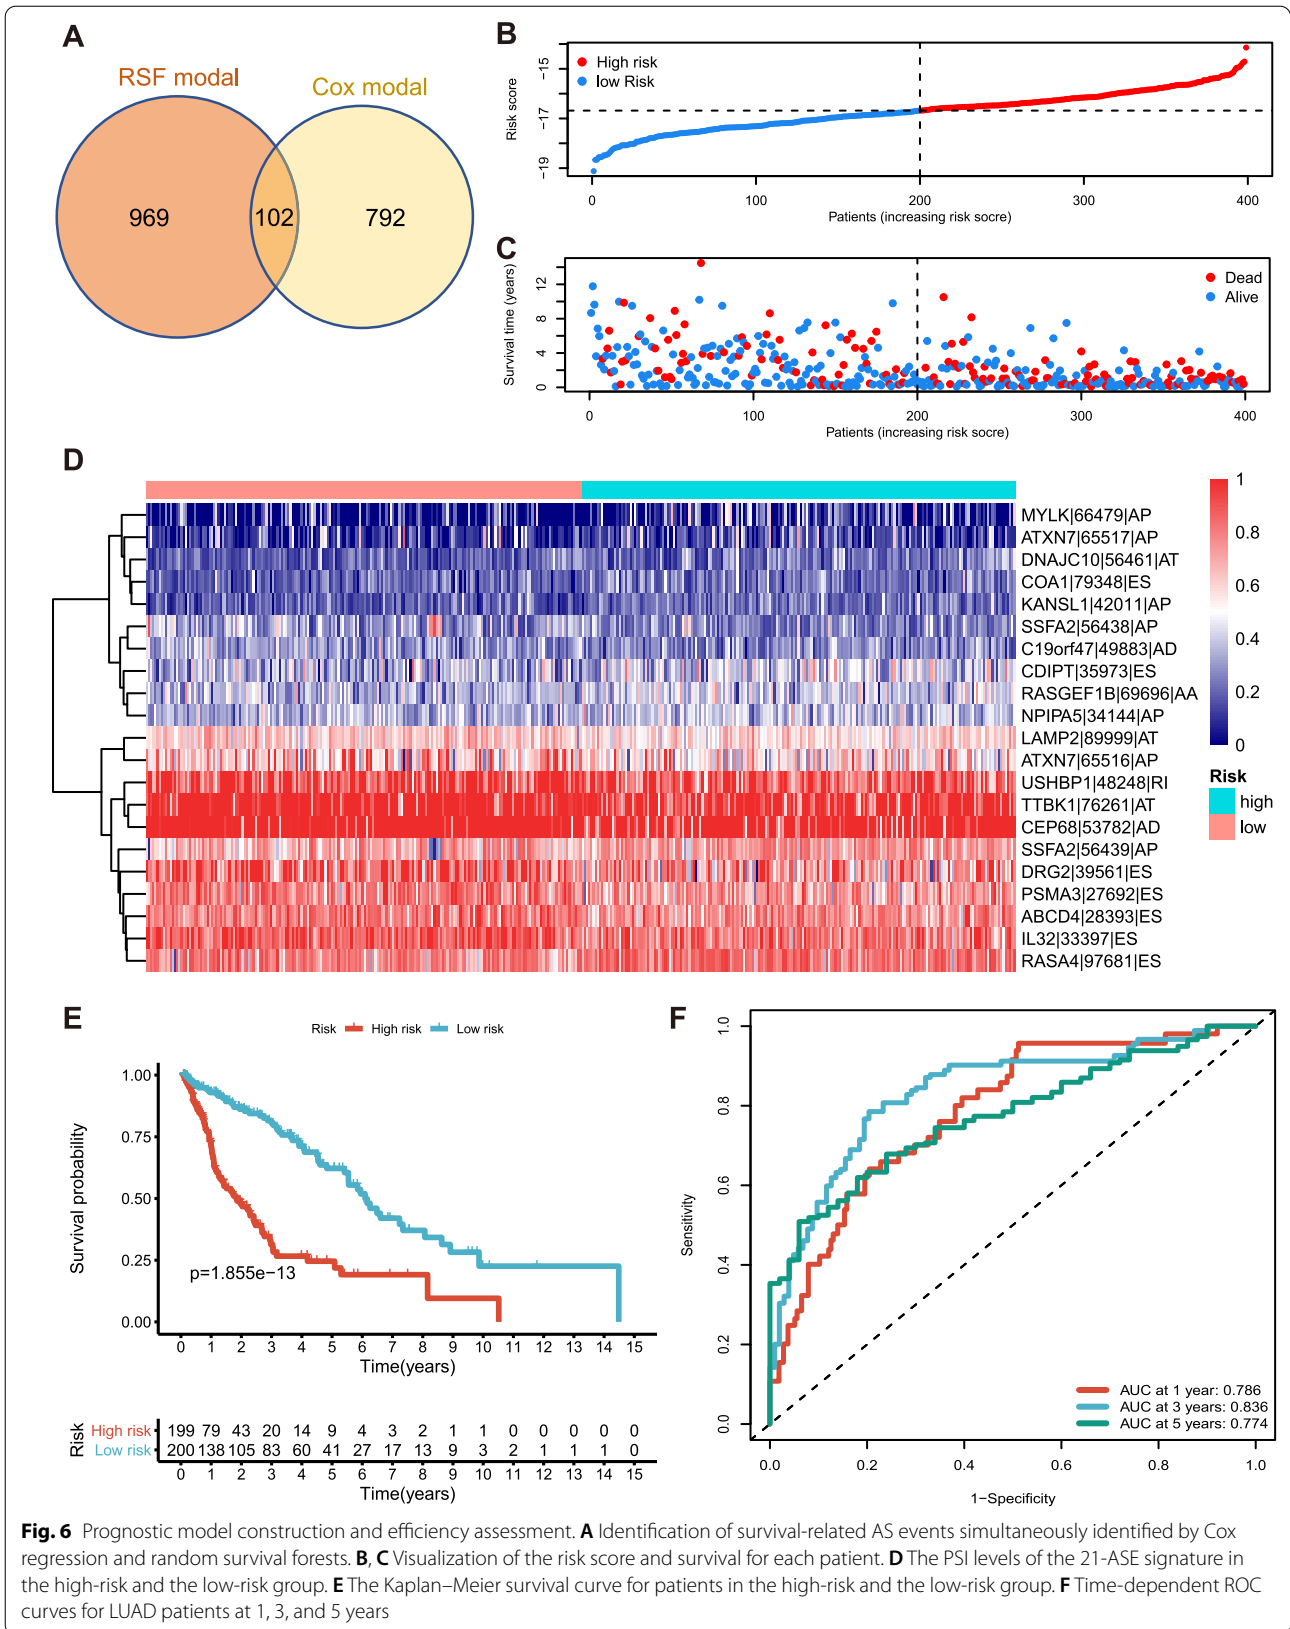 A
RSF modal
Cox modal
969
102
792
B
High risk
low Risk
Risk score
−15
−17
−19
0 100 200 300 400
Patients (increasing risk socre)
C
Dead
Alive
Survival time (years)
12
8
4
0
0 100 200 300 400
Patients (increasing risk socre)
D
MYLK|66479|AP
ATXN7|65517|AP
DNAJC10|56461|AT
COA1|79348|ES
KANSL1|42011|AP
SSFA2|56438|AP
C19orf47|49883|AD
CDIPT|35973|ES
RASGEF1B|69696|AA
NPIPA5|34144|AP
LAMP2|89999|AT
ATXN7|65516|AP
USHBP1|48248|RI
TTBK1|76261|AT
CEP68|53782|AD
SSFA2|56439|AP
DRG2|39561|ES
PSMA3|27692|ES
ABCD4|28393|ES
IL32|33397|ES
RASA4|97681|ES
1
0.8
0.6
0.4
0.2
0
Risk
high
low
E
Risk High risk Low risk
Survival probability
1.00
0.75
0.50
0.25
0.00
p=1.855e−13
0 1 2 3 4 5 6 7 8 9 10 11 12 13 14 15
Time(years)
Risk
High risk 199 79 43 20 14 9 4 3 2 1 1 0 0 0 0 0
Low risk 200 138 105 83 60 41 27 17 13 9 3 2 1 1 1 0
0 1 2 3 4 5 6 7 8 9 10 11 12 13 14 15
Time(years)
F
Sensitivity
1.0
0.8
0.6
0.4
0.2
0.0
AUC at 1 year: 0.786
AUC at 3 years: 0.836
AUC at 5 years: 0.774
0.0 0.2 0.4 0.6 0.8 1.0
1−Specificity
Fig. 6 Prognostic model construction and efficiency assessment. A Identification of survival-related AS events simultaneously identified by Cox
regression and random survival forests. B, C Visualization of the risk score and survival for each patient. D The PSI levels of the 21-ASE signature in
the high-risk and the low-risk group. E The Kaplan–Meier survival curve for patients in the high-risk and the low-risk group. F Time-dependent ROC
curves for LUAD patients at 1, 3, and 5 years